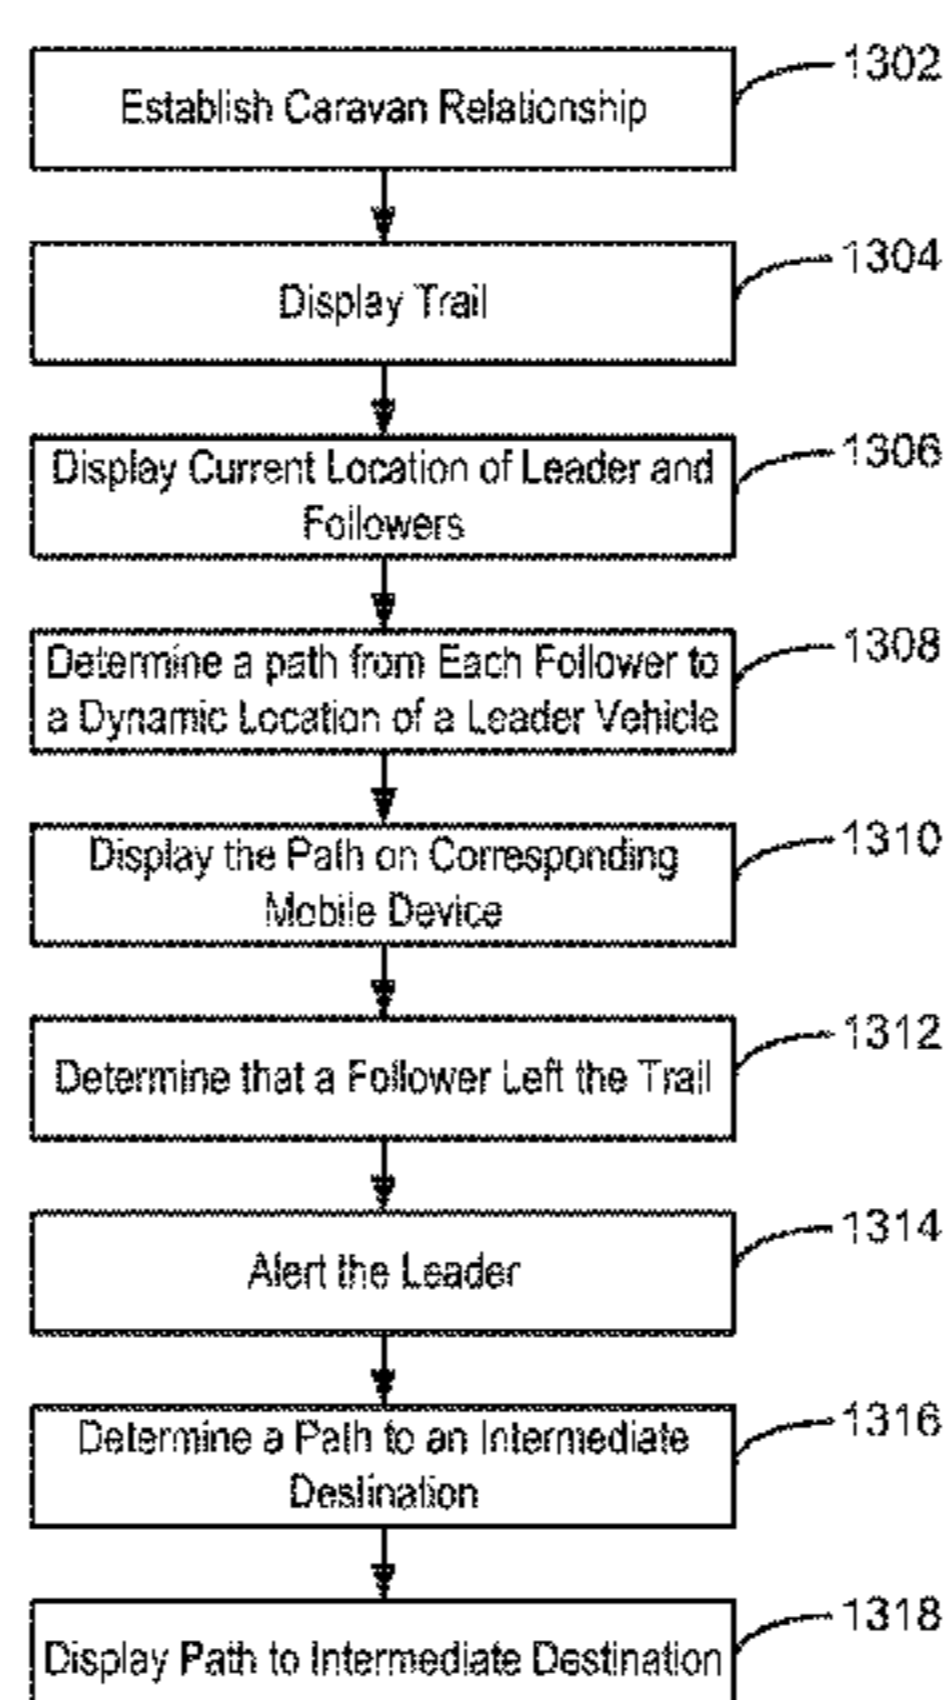 Establish Caravan Relationship
1302
Display Trail
1304
Display Current Location of Leader and
Followers
1306
Determine a path from Each Follower to
a Dynamic Location of a Leader Vehicle
1308
Display the Path on Corresponding
Mobile Device
1310
Determine that a Follower Left the Trail
1312
Alert the Leader
1314
Determine a Path to an Intermediate
Destination
1316
Display Path to Intermediate Destination
1318